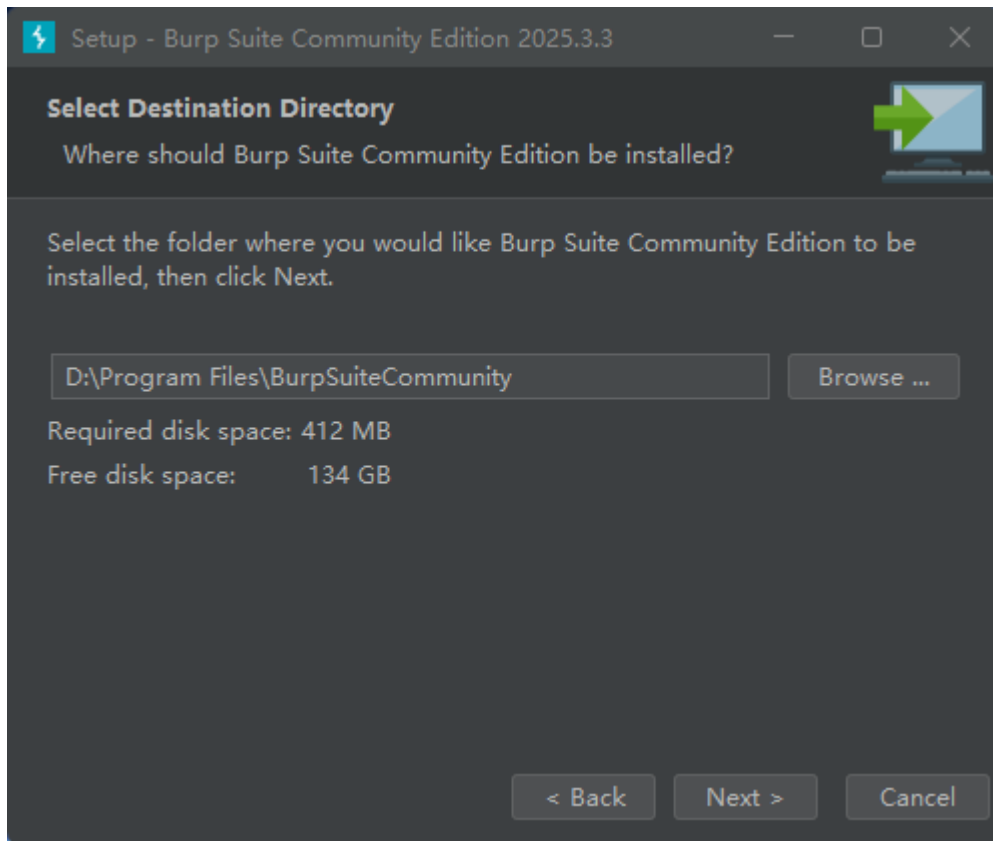 Setup - Burp Suite Community Edition 2025.3.3
Select Destination Directory
Where should Burp Suite Community Edition be installed?
Select the folder where you would like Burp Suite Community Edition to be
installed, then click Next.
D:\Program Files\BurpSuiteCommunity
Browse ...
Required disk space: 412 MB
Free disk space: 134 GB
< Back
Next >
Cancel